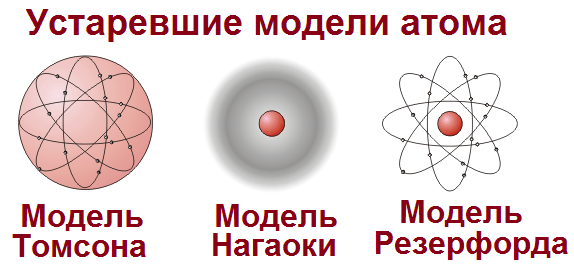 Устаревшие модели атома
Модель
Томсона
Модель
Нагаоки
Модель
Резерфорда